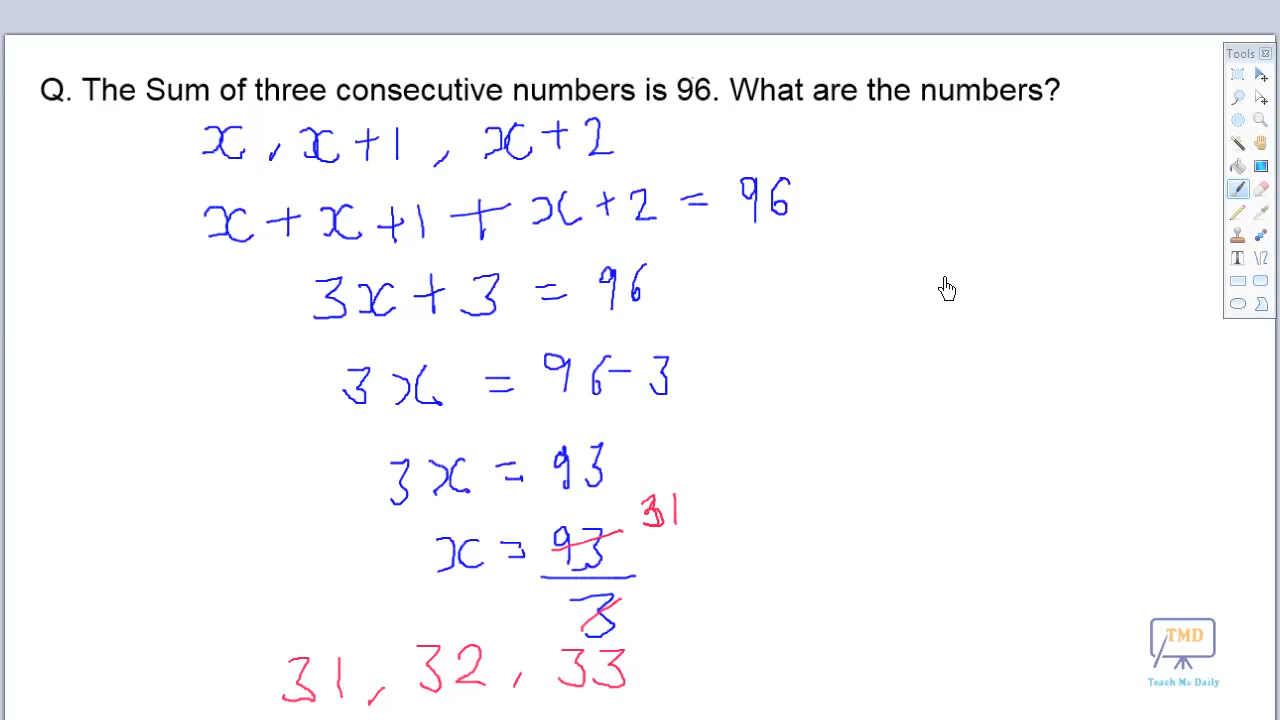 Tools
Q. The Sum of three consecutive numbers is 96. What are the numbers?
x, x+1, x+2
x+x+1+x+2=96
3x+3=96
3x=96-3
3x=93
31
x=93
3
31, 32, 33
TMD
Teach Me Daily